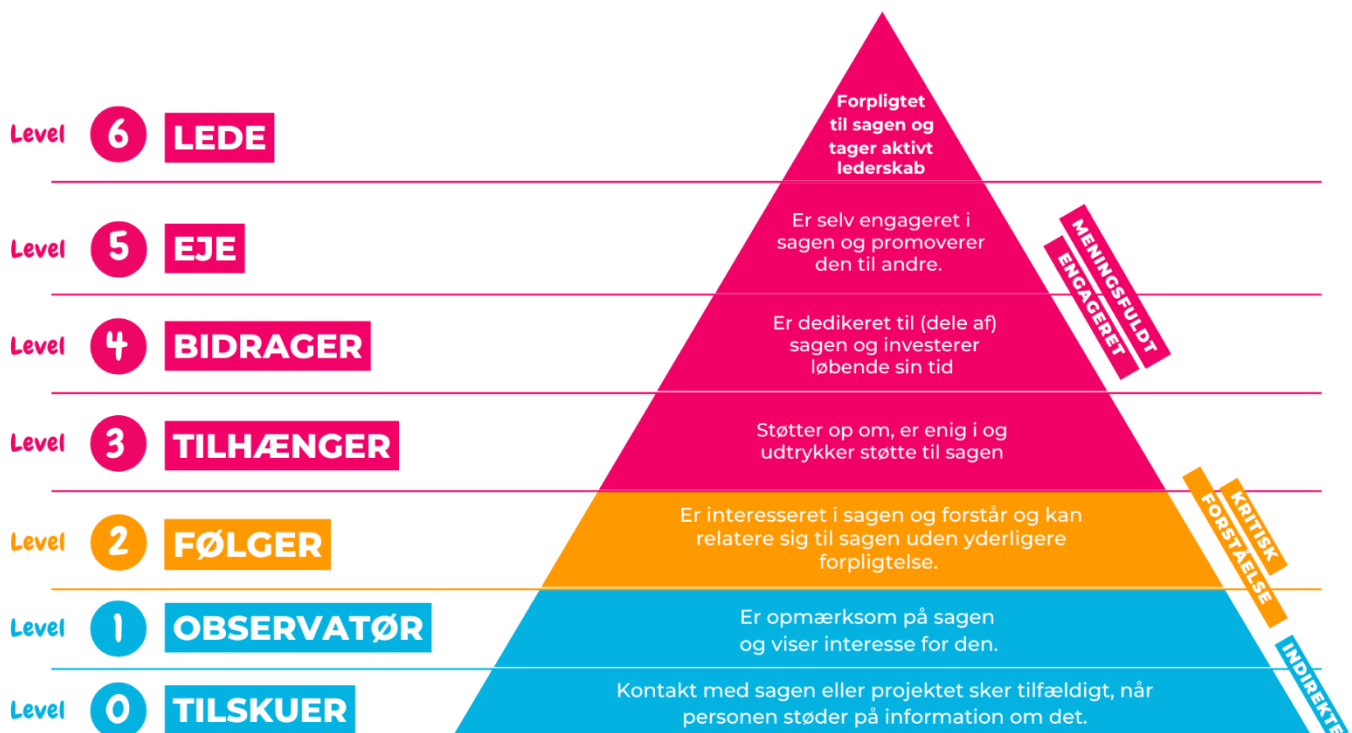 Level 6 LEDE
Forpligtet
til sagen og
tager aktivt
lederskab
Level 5 EJE
Er selv engageret i
sagen og promoverer
den til andre.
MENINGSFULDT
ENGAGERET
Level 4 BIDRAGER
Er dedikeret til (dele af)
sagen og investerer
løbende sin tid
Level 3 TILHÆNGER
Støtter op om, er enig i og
udtrykker støtte til sagen
Level 2 FØLGER
Er interesseret i sagen og forstår og kan
relatere sig til sagen uden yderligere
forpligtelse.
KRITISK
FORSTÅELSE
Level 1 OBSERVATØR
Er opmærksom på sagen
og viser interesse for den.
Level 0 TILSKUER
Kontakt med sagen eller projektet sker tilfældigt, når
personen støder på information om det.
INDIREKTE